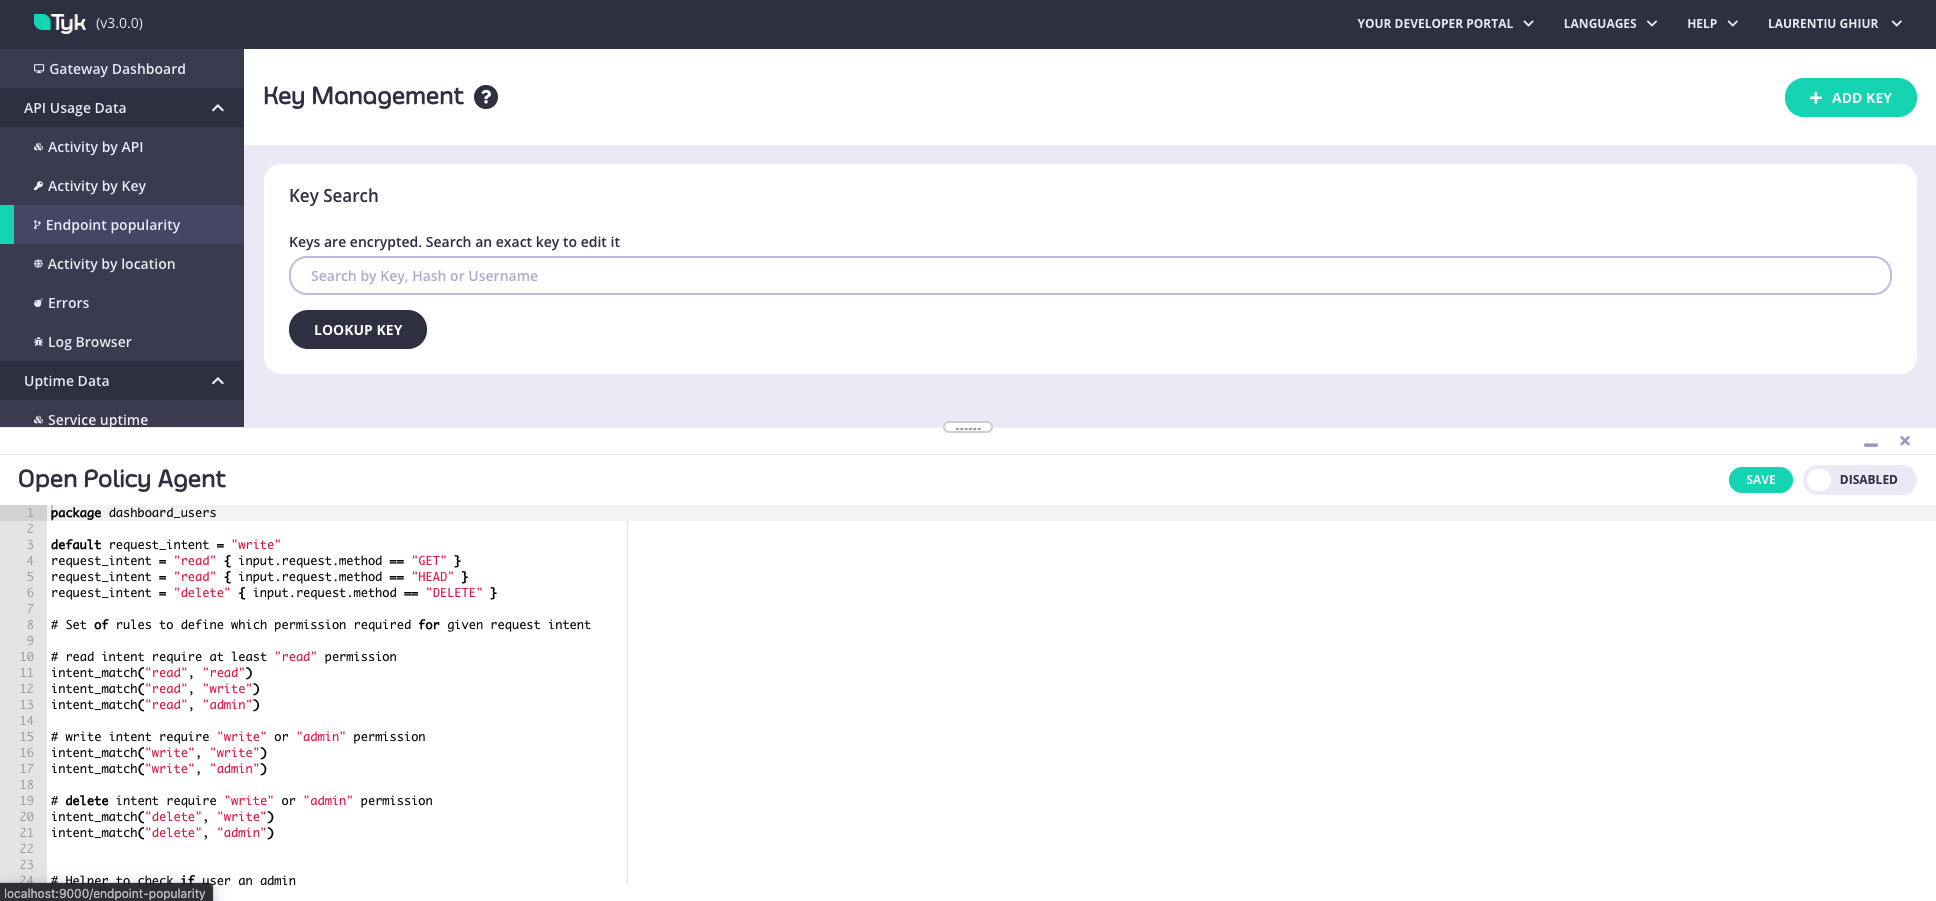 Tyk (v3.0.0)
YOUR DEVELOPER PORTAL
LANGUAGES
HELP
LAURENTIU GHIUR
Gateway Dashboard
API Usage Data
Activity by API
Activity by Key
Endpoint popularity
Activity by location
Errors
Log Browser
Uptime Data
Service uptime
Key Management ?
+ ADD KEY
Key Search
Keys are encrypted. Search an exact key to edit it
Search by Key, Hash or Username
LOOKUP KEY
Open Policy Agent
SAVE
DISABLED
1 package dashboard_users
2
3 default request_intent = "write"
4 request_intent = "read" { input.request.method == "GET" }
5 request_intent = "read" { input.request.method == "HEAD" }
6 request_intent = "delete" { input.request.method == "DELETE" }
7
8 # Set of rules to define which permission required for given request intent
9
10 # read intent require at least "read" permission
11 intent_match("read", "read")
12 intent_match("read", "write")
13 intent_match("read", "admin")
14
15 # write intent require "write" or "admin" permission
16 intent_match("write", "write")
17 intent_match("write", "admin")
18
19 # delete intent require "write" or "admin" permission
20 intent_match("delete", "write")
21 intent_match("delete", "admin")
22
23
24 # Helper to check if user an admin
localhost:9000/endpoint-popularity